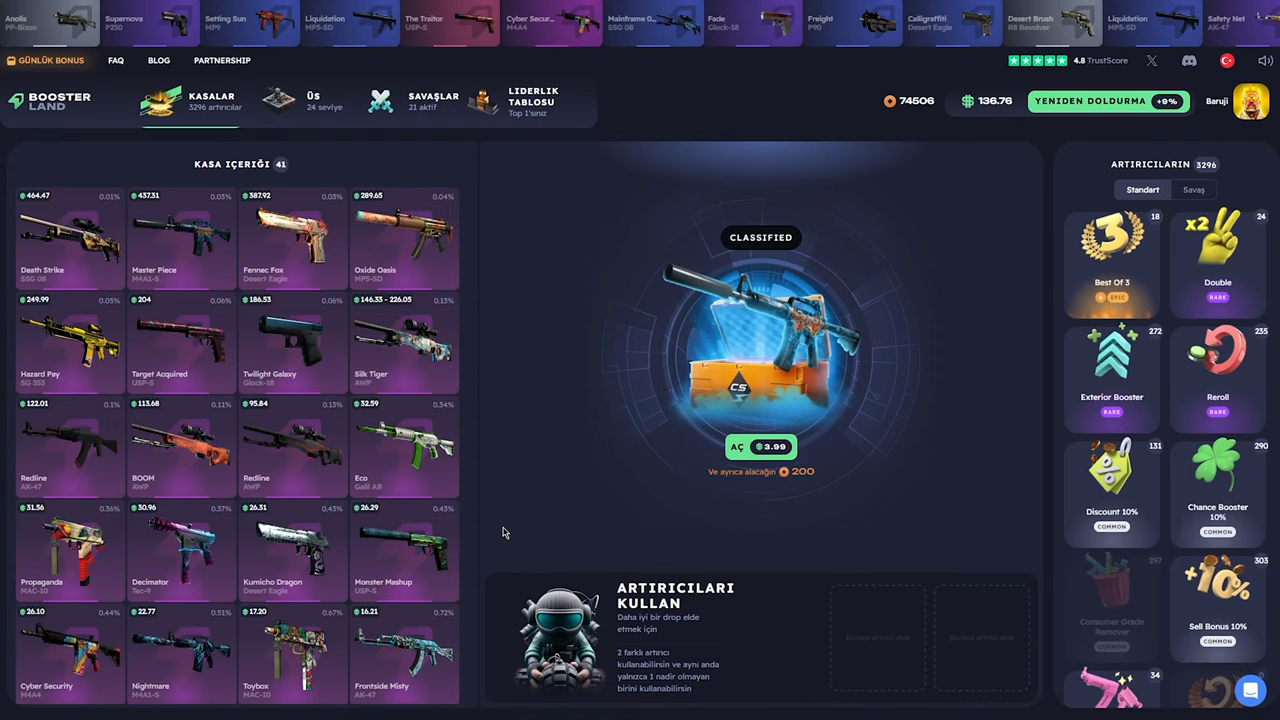 Anolis
PP-Bizon
Supernova
P250
Setting Sun
MP9
Liquidation
MP5-SD
The Traitor
USP-S
Cyber Secur...
M4A4
Mainframe 0...
SSG 08
Fade
Glock-18
Freight
P90
Calligraffiti
Desert Eagle
Desert Brush
R8 Revolver
Liquidation
MP5-SD
Safety Net
AK-47
GÜNLÜK BONUS
FAQ
BLOG
PARTNERSHIP
4.8 TrustScore
BOOSTER
LAND
KASALAR
3296 artırıcılar
ÜS
24 seviye
SAVAŞLAR
21 aktif
LIDERLIK
TABLOSU
Top 1'sınız
74506
136.76
YENIDEN DOLDURMA +9%
Baruji
KASA IÇERIĞI 41
464.47 0.01%
Death Strike
SSG 08
437.31 0.03%
Master Piece
M4A1-S
387.92 0.03%
Fennec Fox
Desert Eagle
289.65 0.04%
Oxide Oasis
MP5-SD
249.99 0.05%
Hazard Pay
SG 553
204 0.06%
Target Acquired
USP-S
186.53 0.06%
Twilight Galaxy
Glock-18
146.33 - 226.05 0.13%
Silk Tiger
AWP
122.01 0.1%
Redline
AK-47
113.68 0.11%
BOOM
AWP
95.84 0.13%
Redline
AWP
32.59 0.34%
Eco
Galil AR
31.56 0.36%
Propaganda
MAC-10
30.96 0.37%
Decimator
Tec-9
26.31 0.43%
Kumicho Dragon
Desert Eagle
26.29 0.43%
Monster Mashup
USP-S
26.10 0.44%
Cyber Security
M4A4
22.77 0.51%
Nightmare
M4A1-S
17.20 0.67%
Toybox
MAC-10
16.21 0.72%
Frontside Misty
AK-47
CLASSIFIED
CS
AÇ 3.99
Ve ayrıca alacağın 200
ARTIRICILARI
KULLAN
Daha iyi bir drop elde
etmek için
2 farklı artırıcı
kullanabilirsin ve aynı anda
yalnızca 1 nadir olmayan
birini kullanabilirsin
Buraya artırıcı ekle
Buraya artırıcı ekle
ARTIRICILARIN 3296
Standart
Savaş
18
3
Best Of 3
EPIC
24
x2
Double
RARE
272
Exterior Booster
RARE
235
Reroll
RARE
131
%
Discount 10%
COMMON
290
Chance Booster
10%
COMMON
297
Consumer Grade
Remover
COMMON
303
+10%
Sell Bonus 10%
COMMON
34